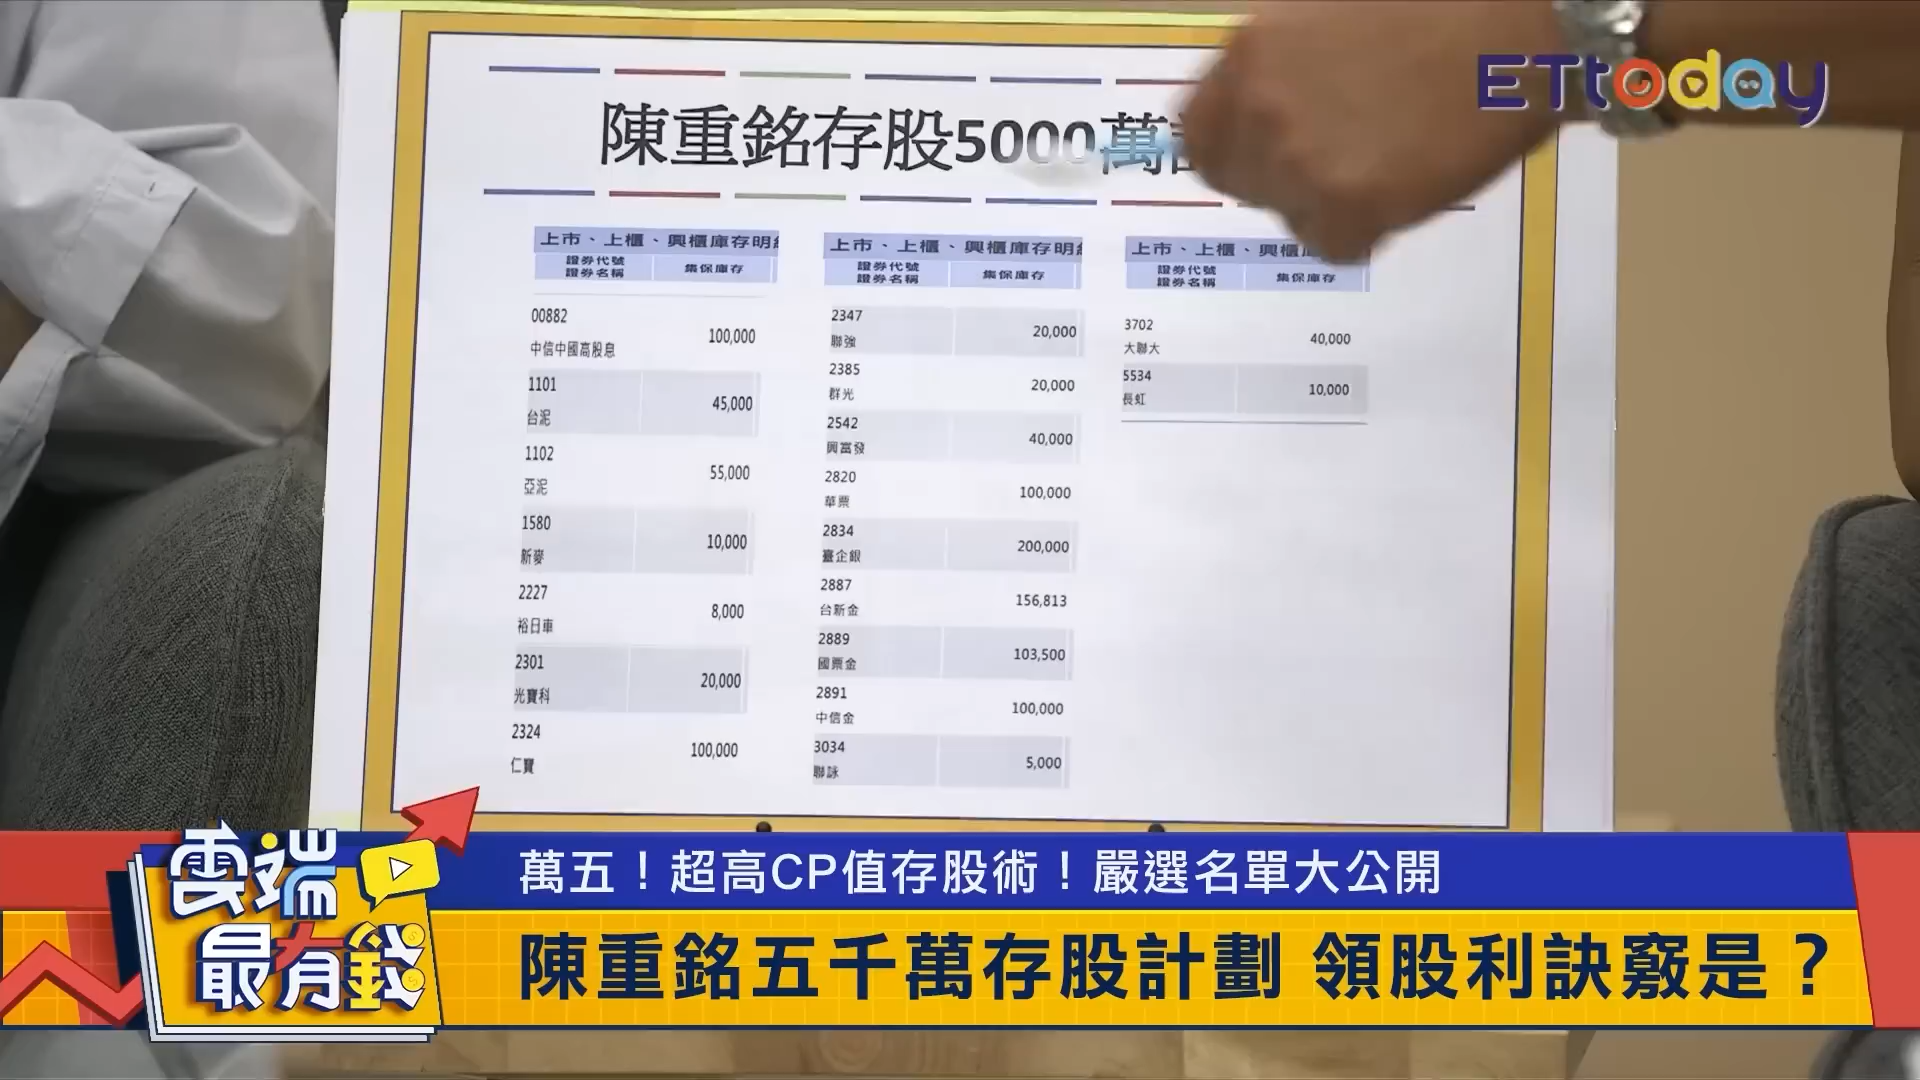 ETtoday
陳重銘存股5000萬
上市、上櫃、興櫃庫存明
證券代號
證券名稱
集保庫存
00882
中信中國高股息
100,000
1101
台泥
45,000
1102
亞泥
55,000
1580
新麥
10,000
2227
裕日車
8,000
2301
光寶科
20,000
2324
仁寶
100,000
上市、上櫃、興櫃庫存明
證券代號
證券名稱
集保庫存
2347
聯強
20,000
2385
群光
20,000
2542
興富發
40,000
2820
華票
100,000
2834
臺企銀
200,000
2887
台新金
156,813
2889
國票金
103,500
2891
中信金
100,000
3034
聯詠
5,000
上市、上櫃、興櫃
證券代號
證券名稱
集保庫存
3702
大聯大
40,000
5534
長虹
10,000
雲端
最有錢
萬五！超高CP值存股術！嚴選名單大公開
陳重銘五千萬存股計劃 領股利訣竅是？